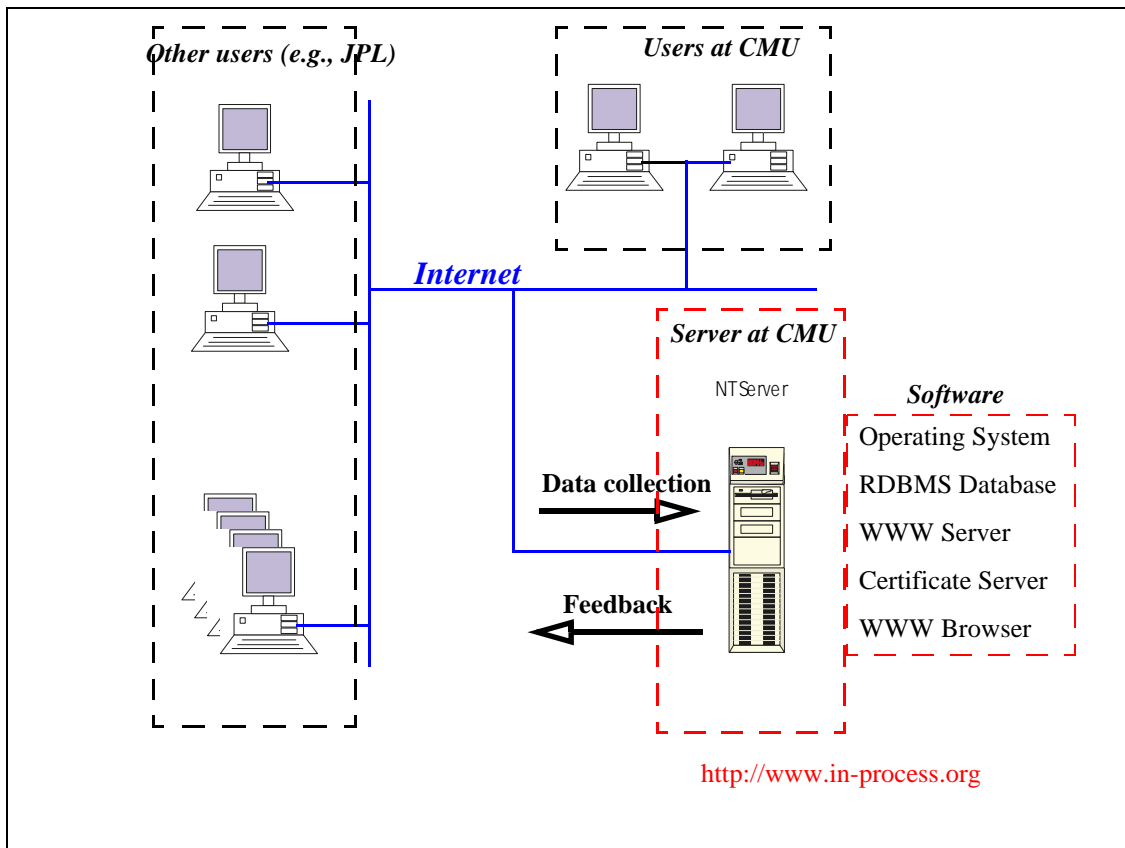 Other users (e.g., JPL)
Users at CMU
Internet
Server at CMU
NTServer
Software
Operating System
RDBMS Database
WWW Server
Certificate Server
WWW Browser
Data collection
Feedback
http://www.in-process.org